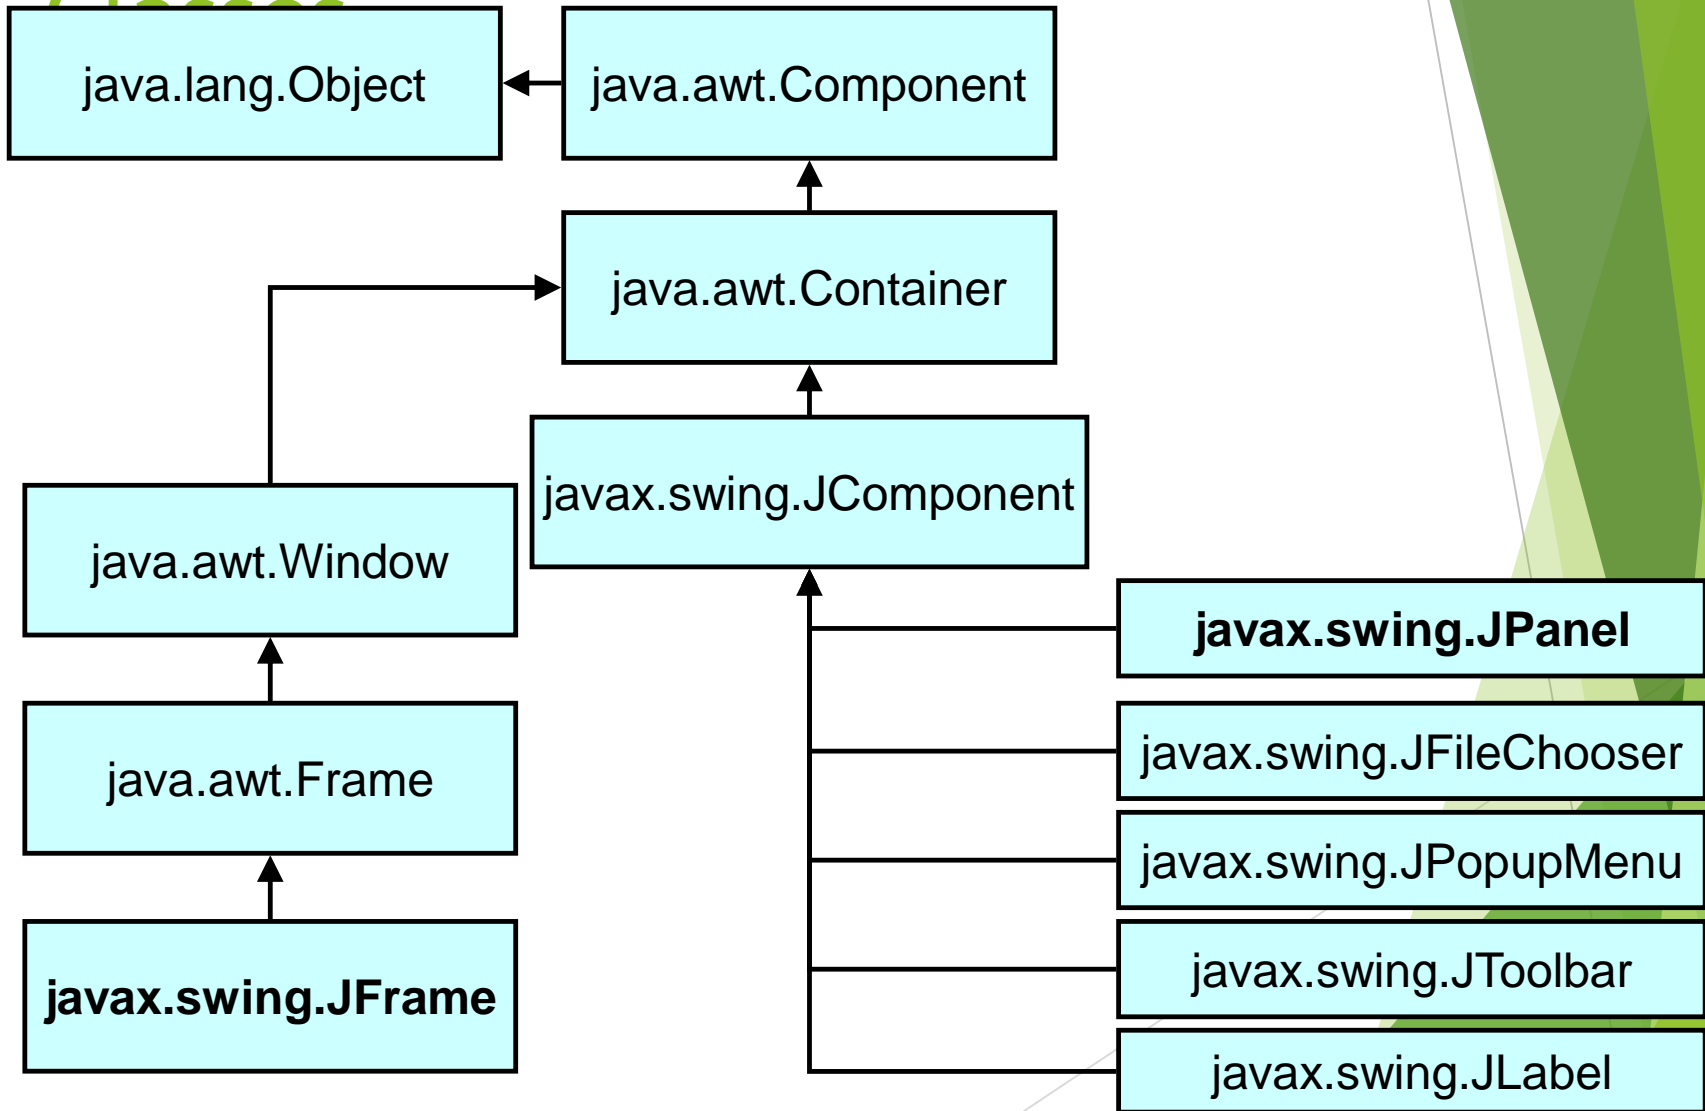 java.lang.Object
java.awt.Component
java.awt.Container
javax.swing.JComponent
java.awt.Window
javax.swing.JPanel
java.awt.Frame
javax.swing.JFileChooser
javax.swing.JPopupMenu
javax.swing.JFrame
javax.swing.JToolbar
javax.swing.JLabel